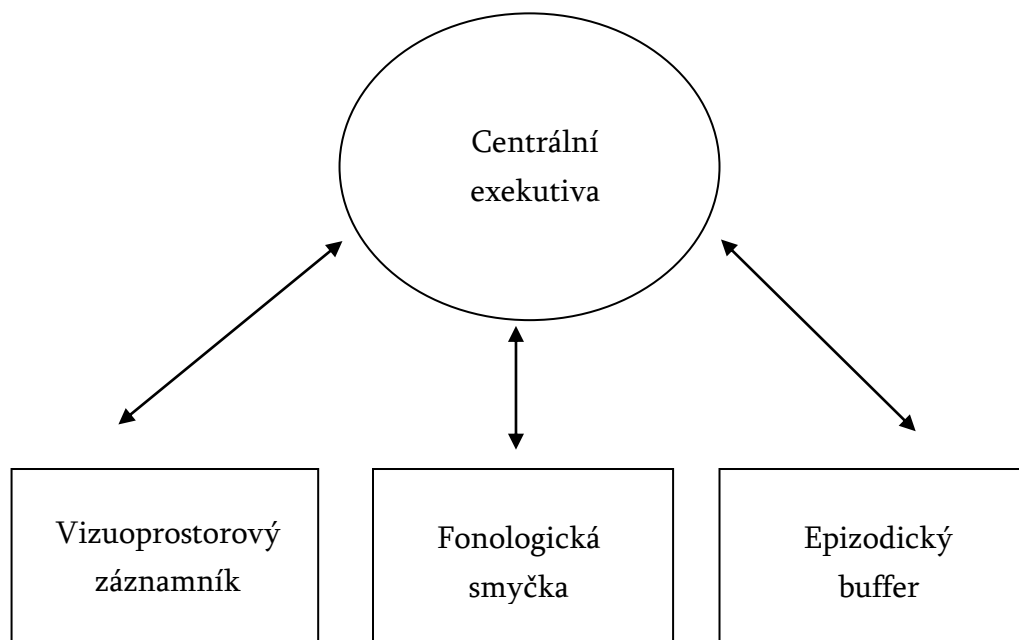 Centrální
exekutiva
Vizuoprostorový
záznamník
Fonologická
smyčka
Epizodický
buffer